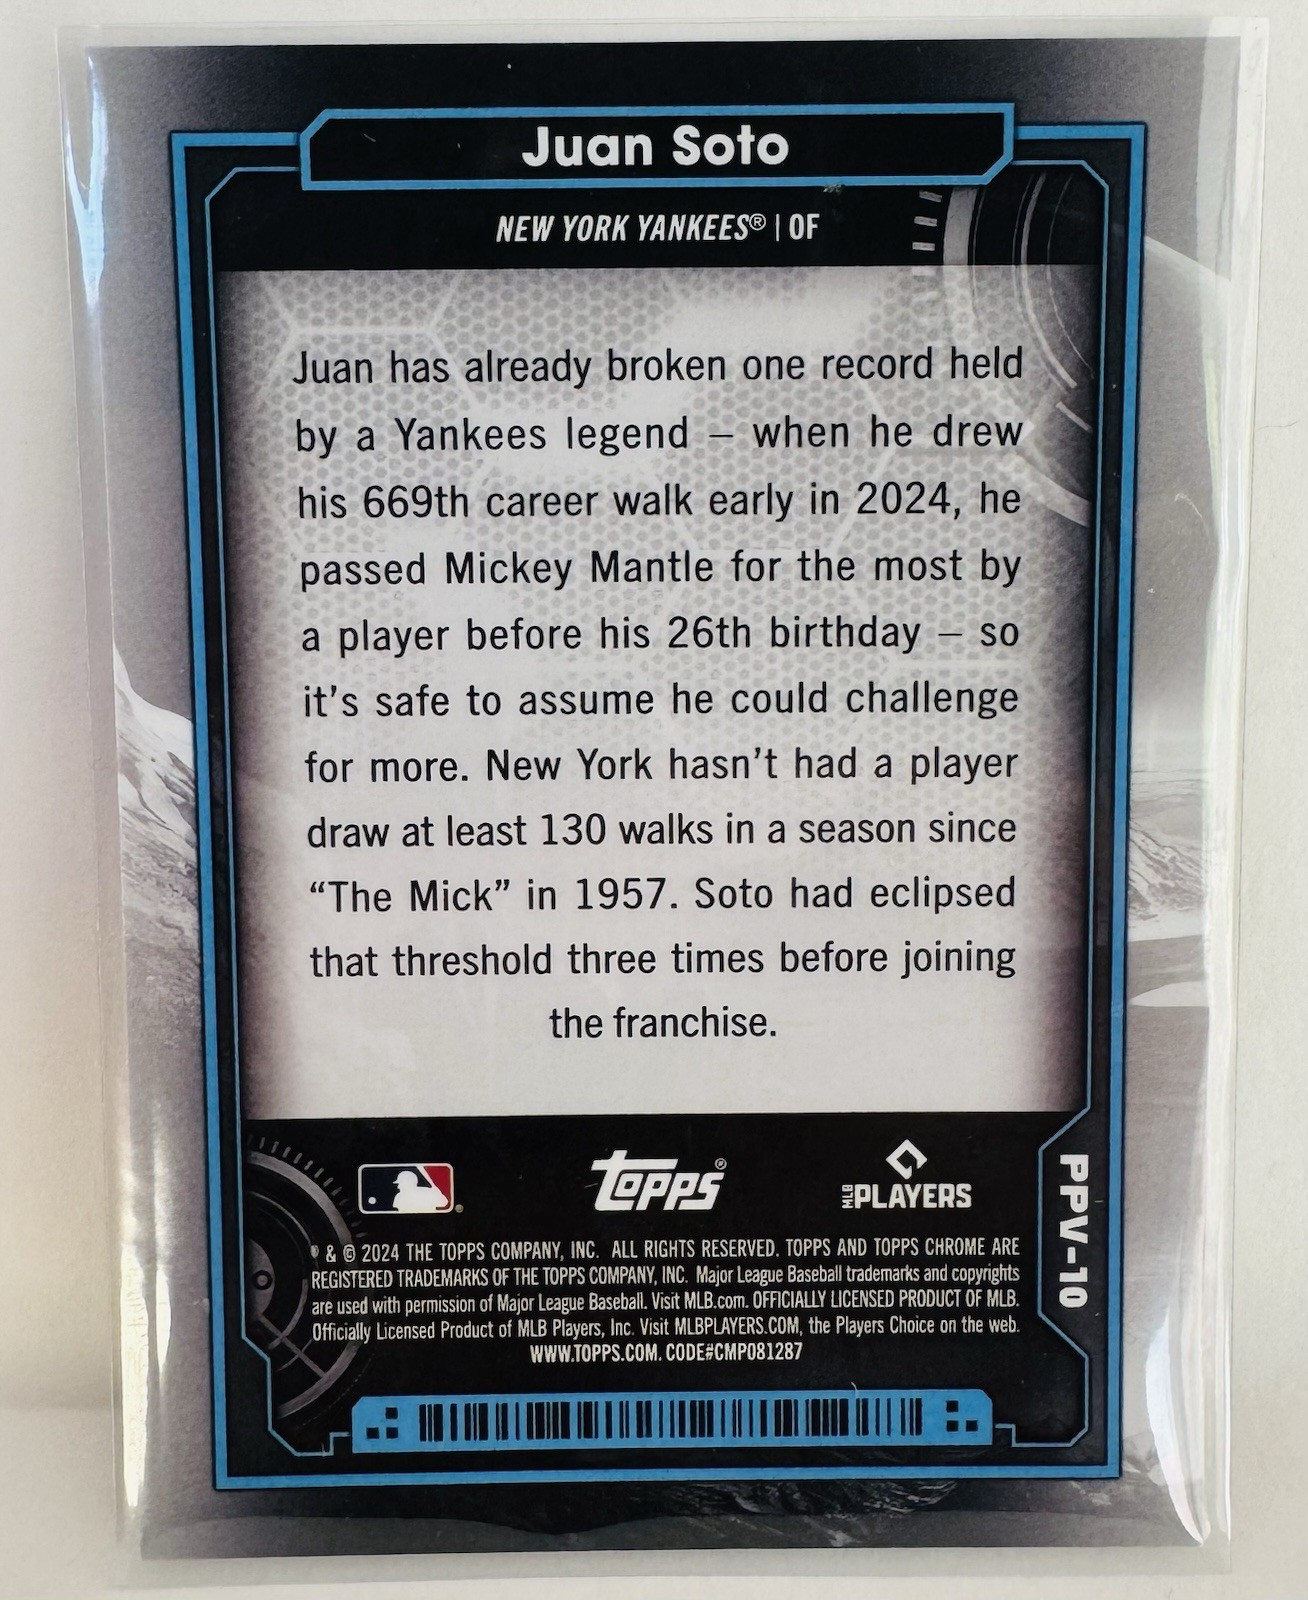 Juan Soto
NEW YORK YANKEES® | OF
Juan has already broken one record held
by a Yankees legend – when he drew
his 669th career walk early in 2024, he
passed Mickey Mantle for the most by
a player before his 26th birthday – so
it's safe to assume he could challenge
for more. New York hasn't had a player
draw at least 130 walks in a season since
“The Mick” in 1957. Soto had eclipsed
that threshold three times before joining
the franchise.
Topps®
MLB PLAYERS
PPV-10
® & © 2024 THE TOPPS COMPANY, INC. ALL RIGHTS RESERVED. TOPPS AND TOPPS CHROME ARE
REGISTERED TRADEMARKS OF THE TOPPS COMPANY, INC. Major League Baseball trademarks and copyrights
are used with permission of Major League Baseball. Visit MLB.com. OFFICIALLY LICENSED PRODUCT OF MLB.
Officially Licensed Product of MLB Players, Inc. Visit MLBPLAYERS.COM, the Players Choice on the web.
WWW.TOPPS.COM. CODE#CMP081287